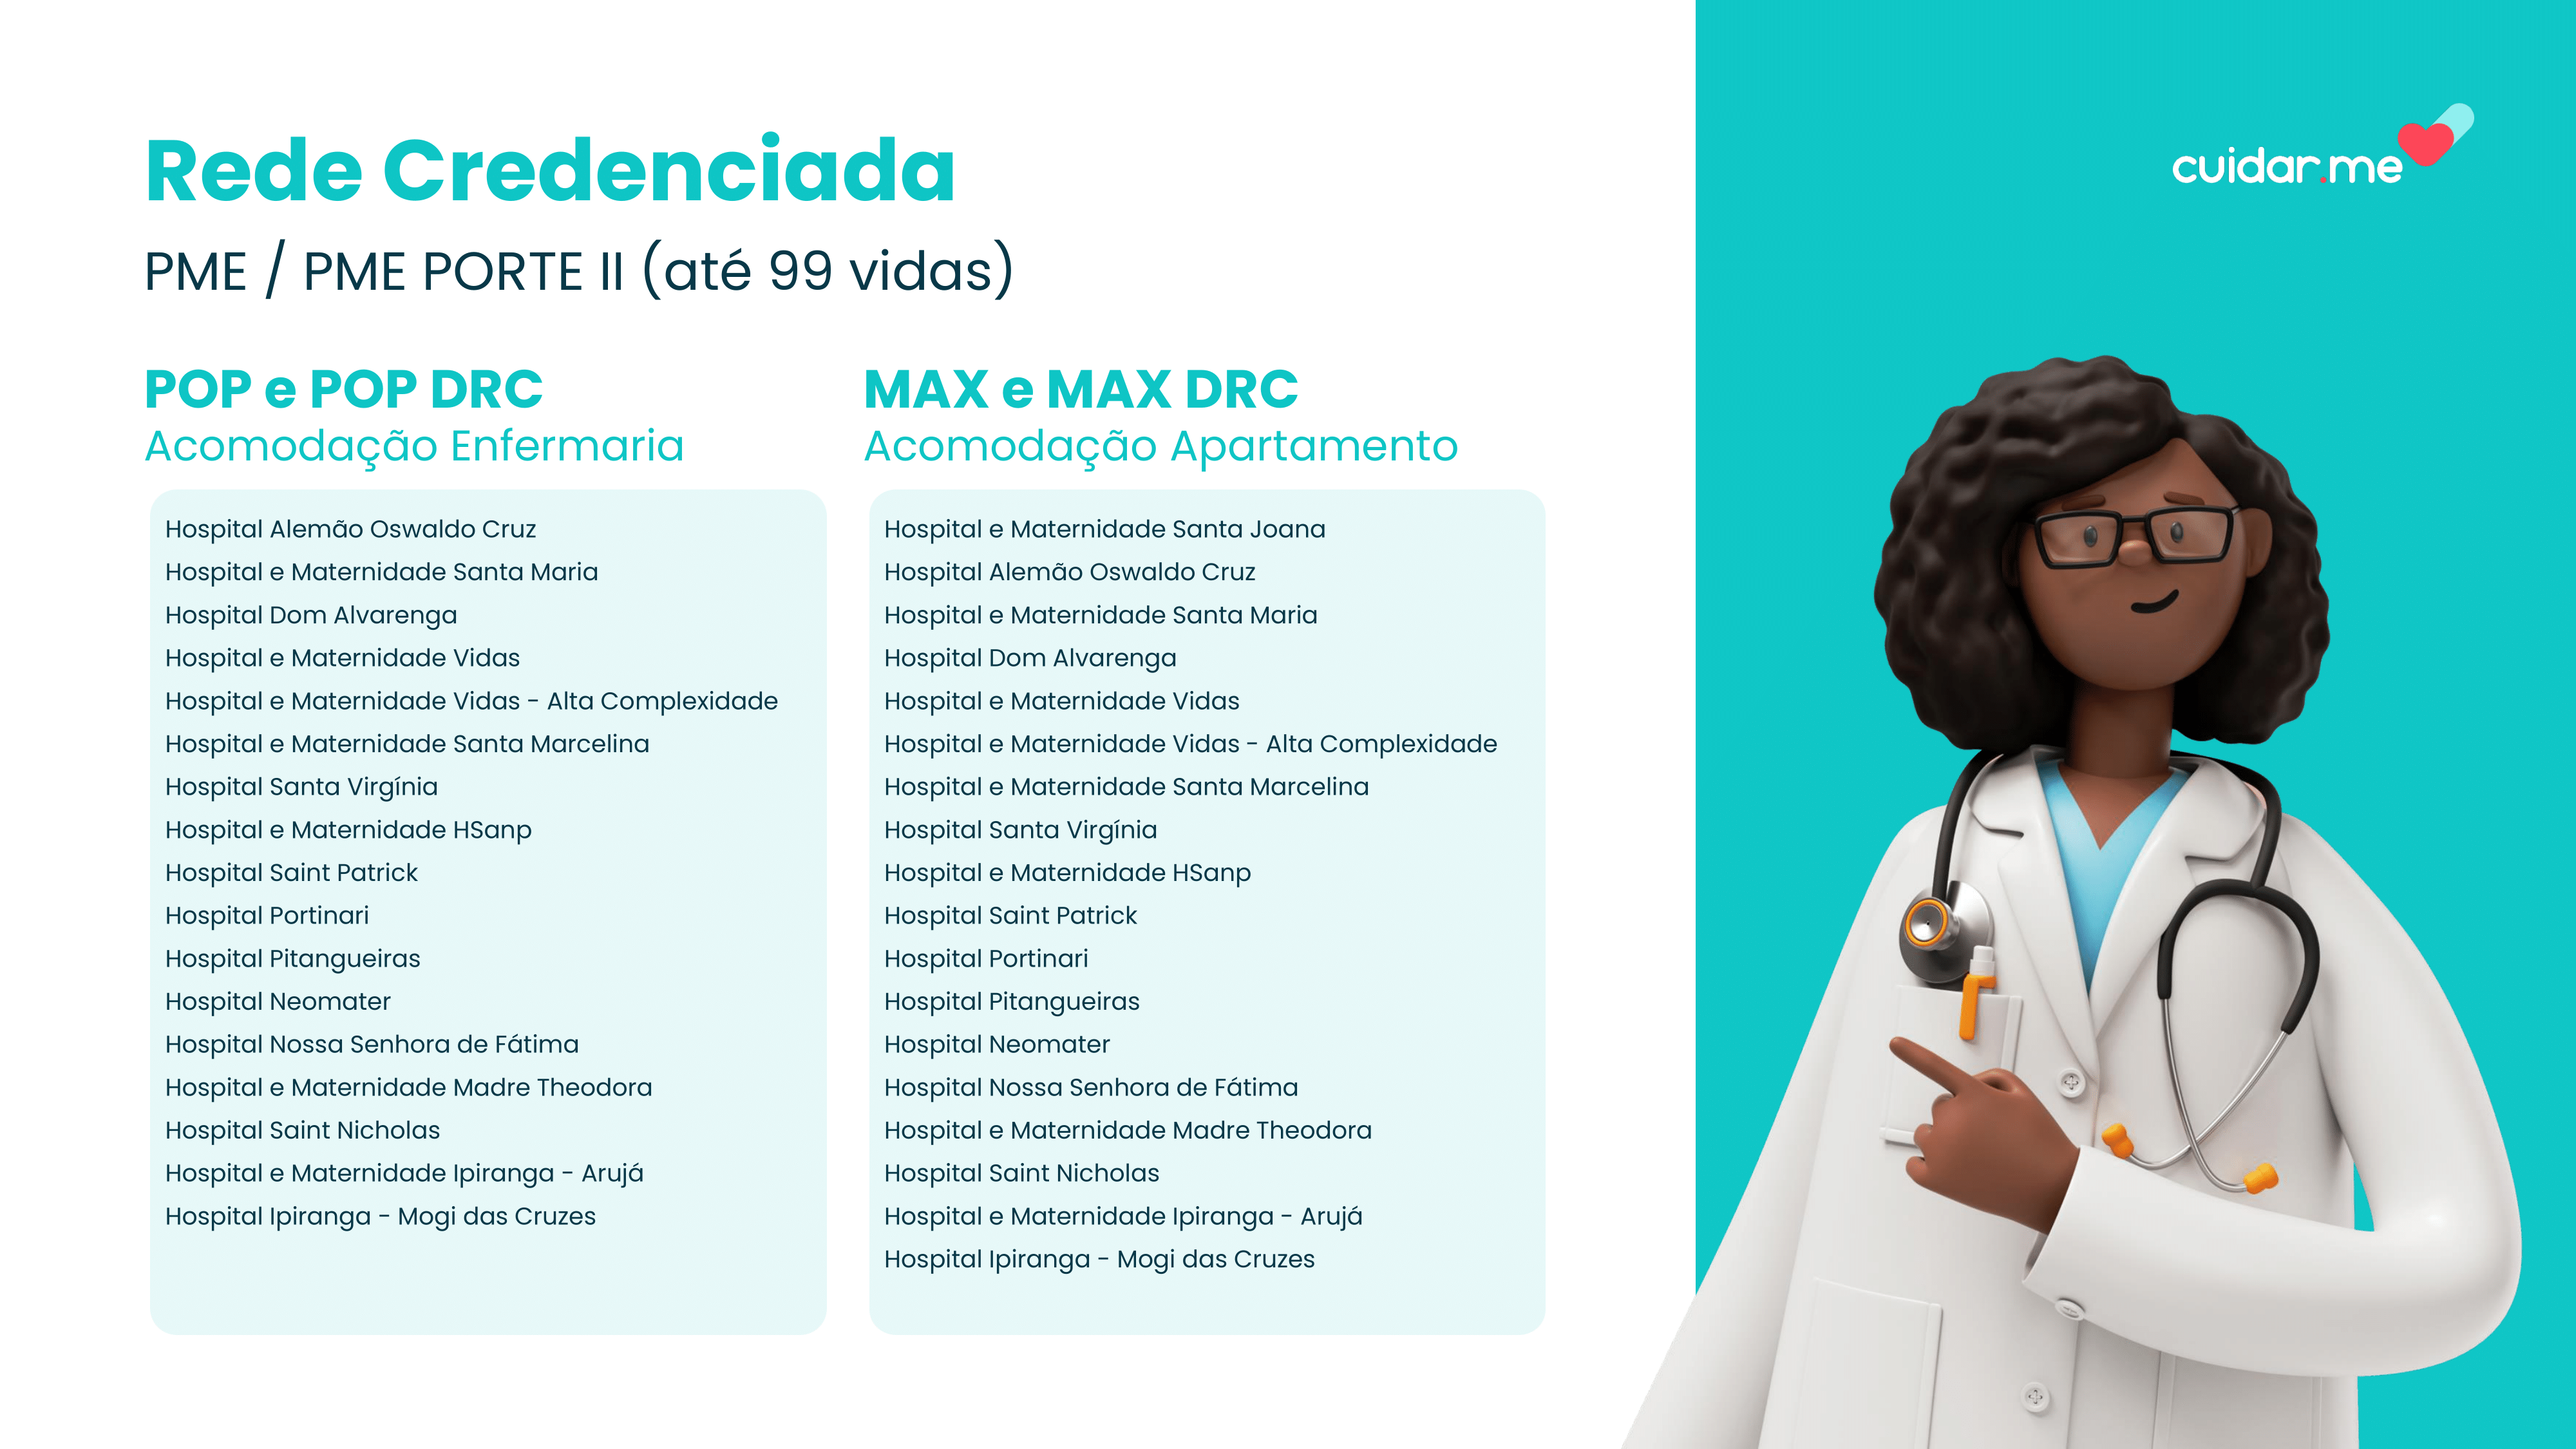 Rede Credenciada
PME / PME PORTE II (até 99 vidas)
POP e POP DRC
Acomodação Enfermaria
Hospital Alemão Oswaldo Cruz
Hospital e Maternidade Santa Maria
Hospital Dom Alvarenga
Hospital e Maternidade Vidas
Hospital e Maternidade Vidas - Alta Complexidade
Hospital e Maternidade Santa Marcelina
Hospital Santa Virgínia
Hospital e Maternidade HSanp
Hospital Saint Patrick
Hospital Portinari
Hospital Pitangueiras
Hospital Neomater
Hospital Nossa Senhora de Fátima
Hospital e Maternidade Madre Theodora
Hospital Saint Nicholas
Hospital e Maternidade Ipiranga - Arujá
Hospital Ipiranga - Mogi das Cruzes
MAX e MAX DRC
Acomodação Apartamento
Hospital e Maternidade Santa Joana
Hospital Alemão Oswaldo Cruz
Hospital e Maternidade Santa Maria
Hospital Dom Alvarenga
Hospital e Maternidade Vidas
Hospital e Maternidade Vidas - Alta Complexidade
Hospital e Maternidade Santa Marcelina
Hospital Santa Virgínia
Hospital e Maternidade HSanp
Hospital Saint Patrick
Hospital Portinari
Hospital Pitangueiras
Hospital Neomater
Hospital Nossa Senhora de Fátima
Hospital e Maternidade Madre Theodora
Hospital Saint Nicholas
Hospital e Maternidade Ipiranga - Arujá
Hospital Ipiranga - Mogi das Cruzes
cuidar.me